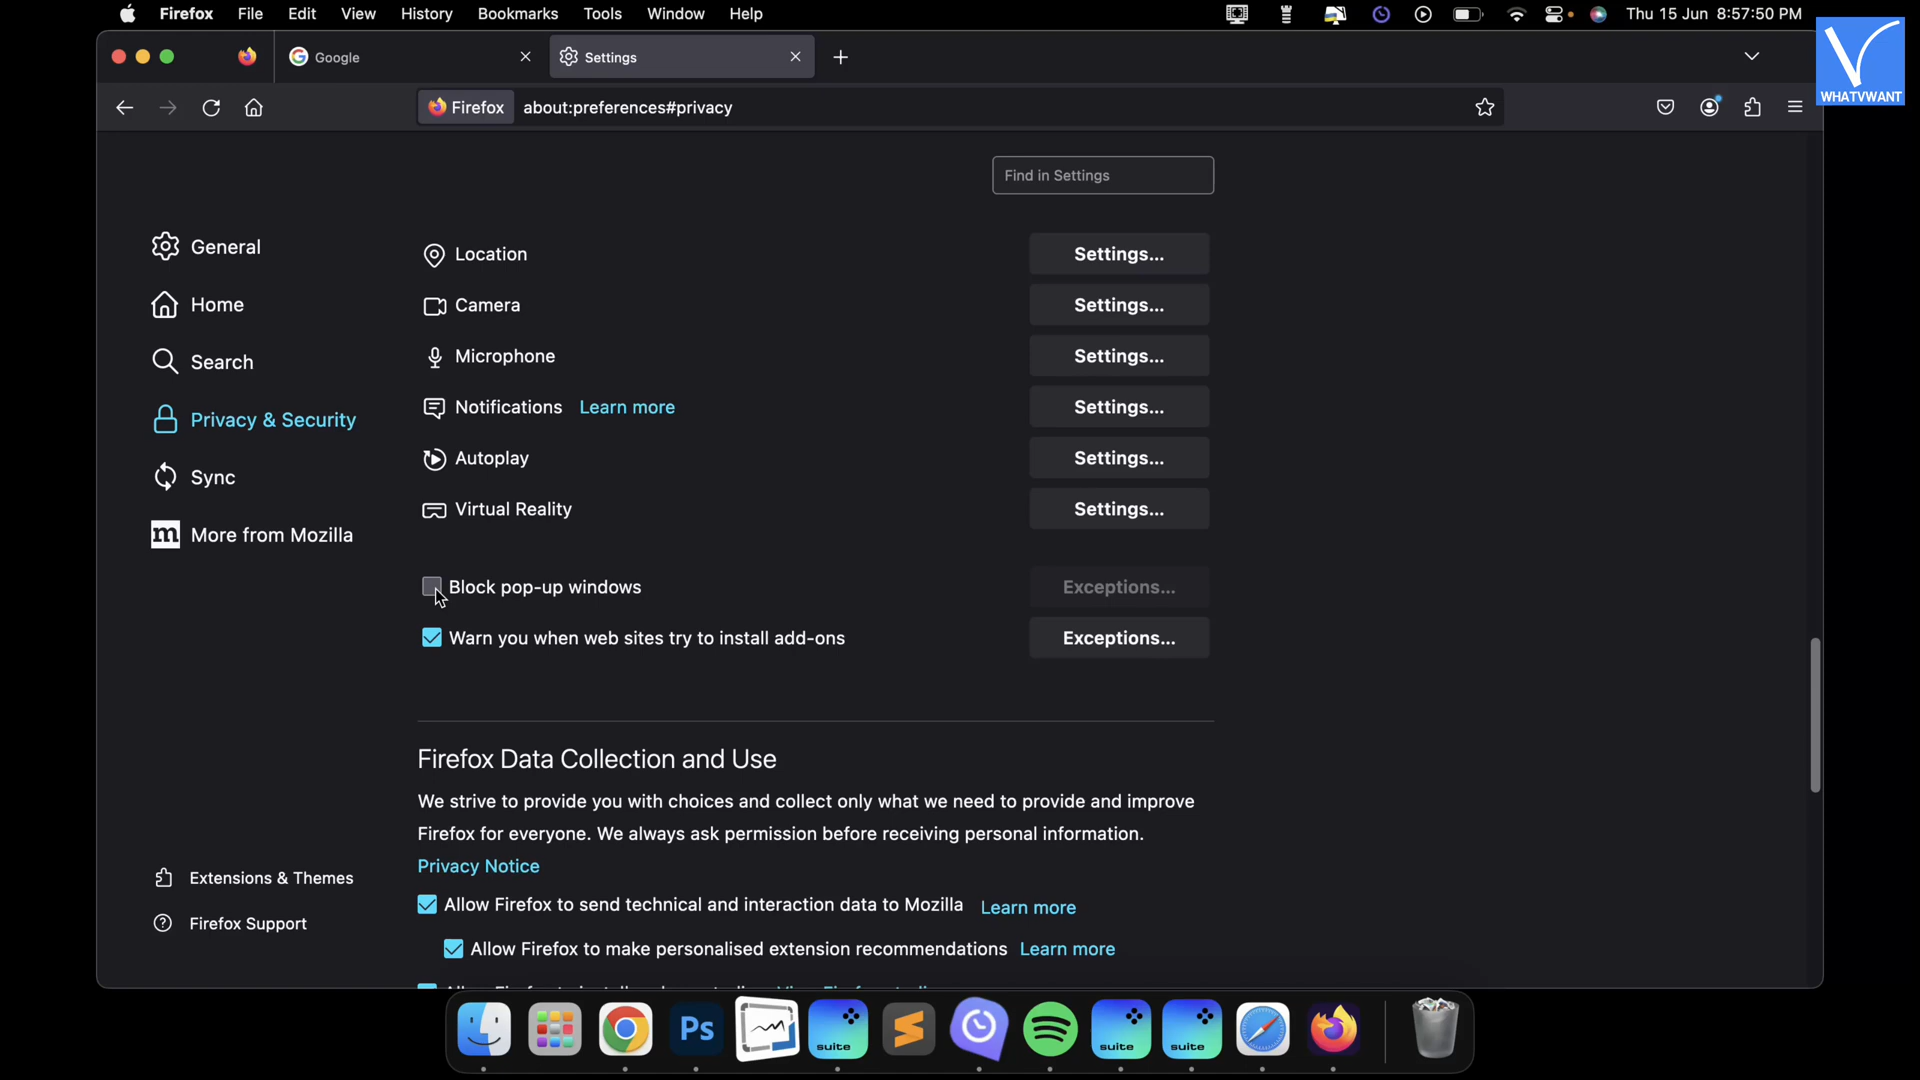 Firefox File Edit View History Bookmarks Tools Window Help Thu 15 Jun 8:57:50 PM
Google Settings
WHATVWANT
Firefox about:preferences#privacy
Find in Settings
General
Home
Search
Privacy & Security
Sync
More from Mozilla
Extensions & Themes
Firefox Support
Location Settings...
Camera Settings...
Microphone Settings...
Notifications Learn more Settings...
Autoplay Settings...
Virtual Reality Settings...
Block pop-up windows Exceptions...
Warn you when web sites try to install add-ons Exceptions...
Firefox Data Collection and Use
We strive to provide you with choices and collect only what we need to provide and improve
Firefox for everyone. We always ask permission before receiving personal information.
Privacy Notice
Allow Firefox to send technical and interaction data to Mozilla Learn more
Allow Firefox to make personalised extension recommendations Learn more
Ps suite suite suite